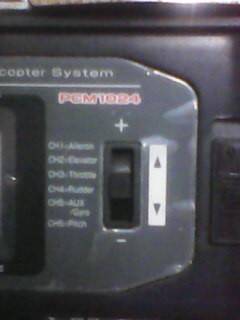 copter System
PCM1024
+
CH1-Aileron
CH2-Elevator
CH3-Throttle
CH4-Rudder
CH5-AUX
/Gyro
CH6-Pitch
-